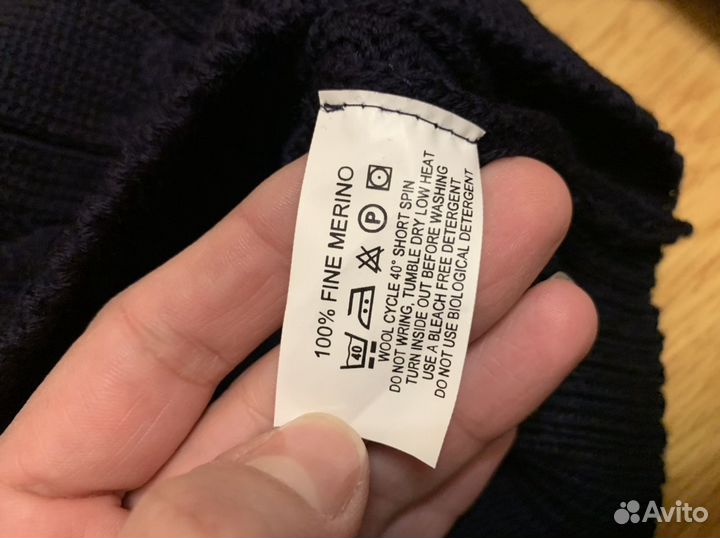 100% FINE MERINO
40
P
WOOL CYCLE 40° SHORT SPIN
DO NOT WRING, TUMBLE DRY LOW HEAT
TURN INSIDE OUT BEFORE WASHING
USE A BLEACH FREE DETERGENT
DO NOT USE BIOLOGICAL DETERGENT
Avito